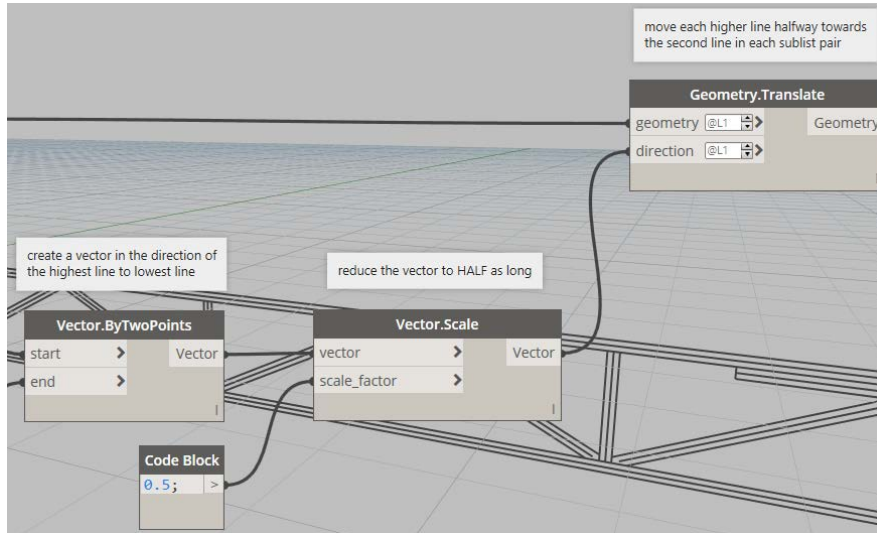 move each higher line halfway towards
the second line in each sublist pair
Geometry.Translate
geometry @L1 >
Geometry
direction @L1 >
create a vector in the direction of
the highest line to lowest line
reduce the vector to HALF as long
Vector.ByTwoPoints
start >
Vector
end >
Vector.Scale
vector >
Vector
scale_factor >
Code Block
0.5; >